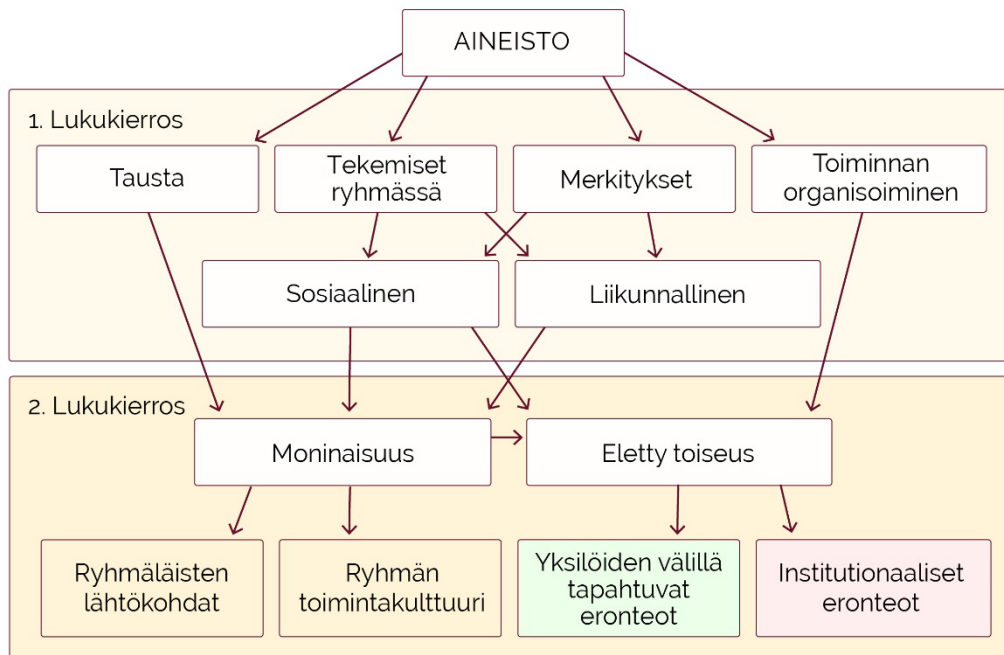 AINEISTO
1. Lukukierros
Tausta
Tekemiset
ryhmässä
Merkitykset
Toiminnan
organisoiminen
Sosiaalinen
Liikunnallinen
2. Lukukierros
Moninaisuus
Eletty toiseus
Ryhmäläisten
lähtökohdat
Ryhmän
toimintakulttuuri
Yksilöiden välillä
tapahtuvat
eronteot
Institutionaaliset
eronteot